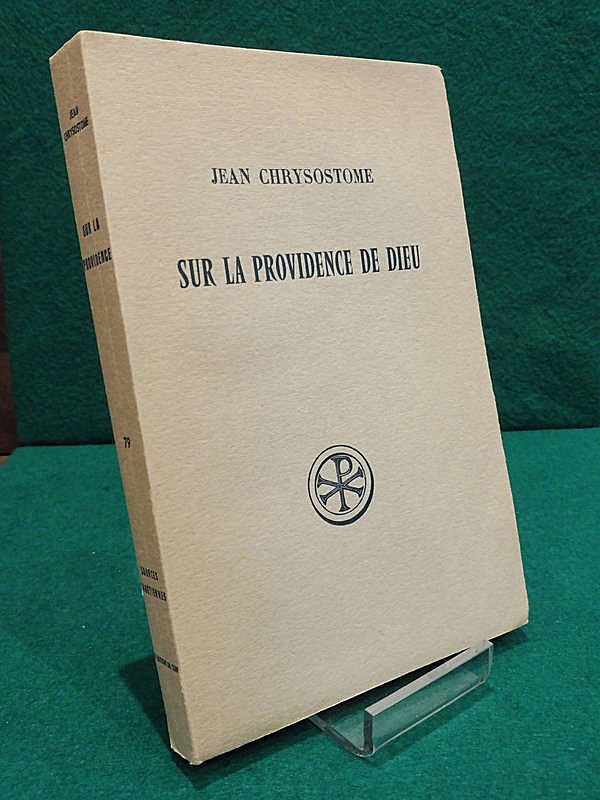 JEAN CHRYSOSTOME
SUR LA PROVIDENCE DE DIEU
JEAN
CHRYSOSTOME
SUR LA
PROVIDENCE
79
SOURCES
CHRÉTIENNES